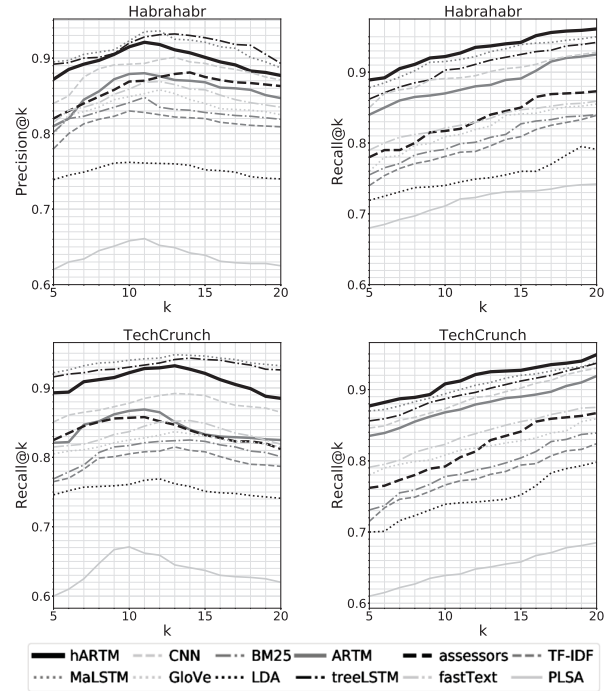 Habrahabr
Precision@k
0.9
0.8
0.7
0.6
5 10 15 20
k
Habrahabr
Recall@k
0.9
0.8
0.7
0.6
5 10 15 20
k
TechCrunch
Recall@k
0.9
0.8
0.7
0.6
5 10 15 20
k
TechCrunch
Recall@k
0.9
0.8
0.7
0.6
5 10 15 20
k
hARTM CNN BM25 ARTM assessors TF-IDF
MaLSTM GloVe LDA treeLSTM fastText PLSA